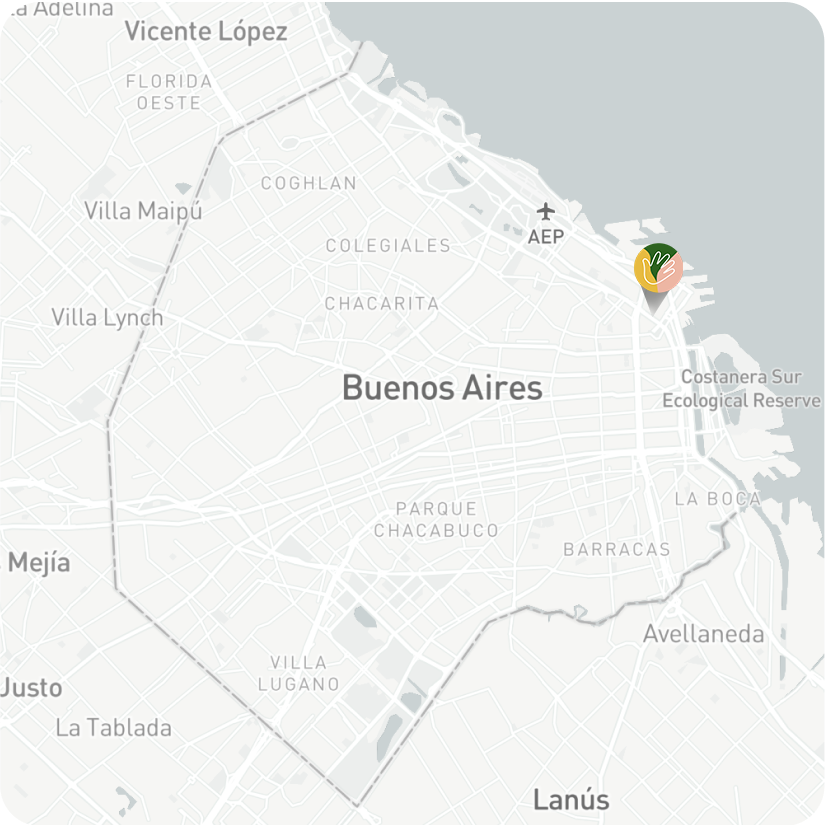 La Adelina
Vicente López
FLORIDA
OESTE
COGHLAN
Villa Maipú
AEP
COLEGIALES
CHACARITA
Villa Lynch
Buenos Aires
Costanera Sur
Ecological Reserve
LA BOCA
PARQUE
CHACABUCO
BARRACAS
Mejía
Avellaneda
VILLA
LUGANO
Justo
La Tablada
Lanús